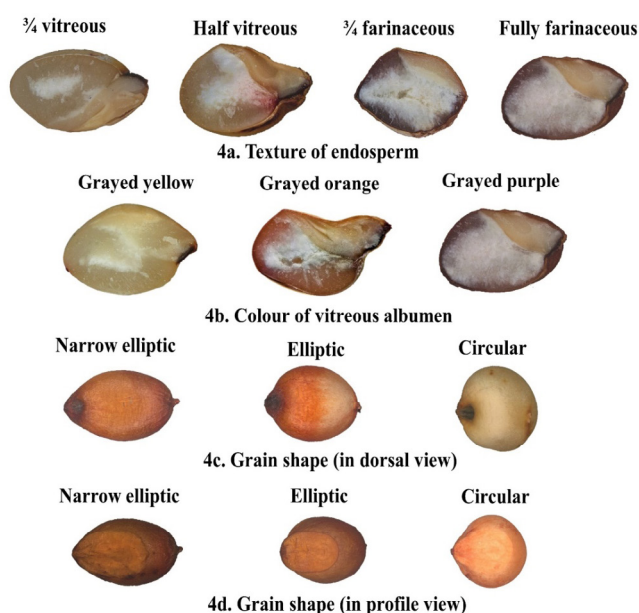 ¾ vitreous Half vitreous ¾ farinaceous Fully farinaceous
4a. Texture of endosperm
Grayed yellow Grayed orange Grayed purple
4b. Colour of vitreous albumen
Narrow elliptic Elliptic Circular
4c. Grain shape (in dorsal view)
Narrow elliptic Elliptic Circular
4d. Grain shape (in profile view)